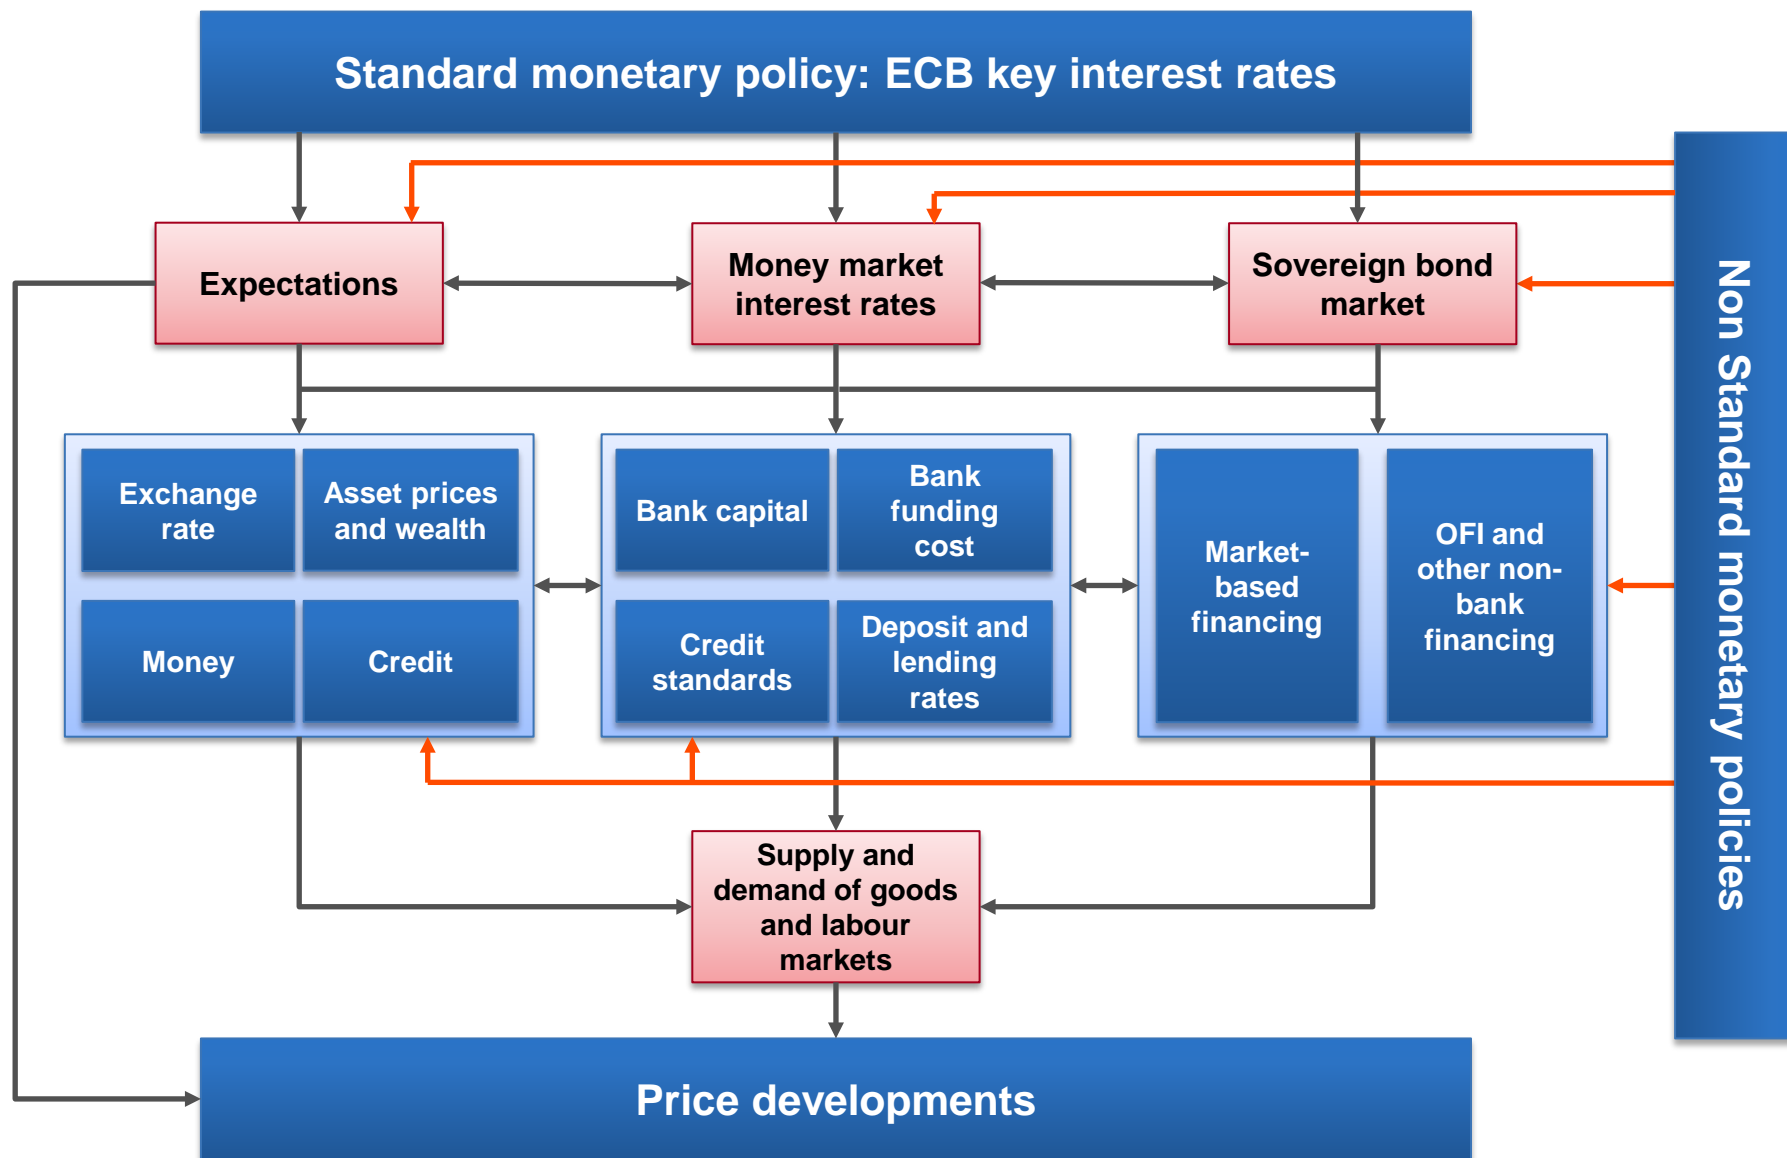 Standard monetary policy: ECB key interest rates
Non Standard monetary policies
Expectations
Money market
interest rates
Sovereign bond
market
Exchange
rate
Asset prices
and wealth
Money
Credit
Bank capital
Bank
funding
cost
Credit
standards
Deposit and
lending
rates
Market-
based
financing
OFI and
other non-
bank
financing
Supply and
demand of goods
and labour
markets
Price developments